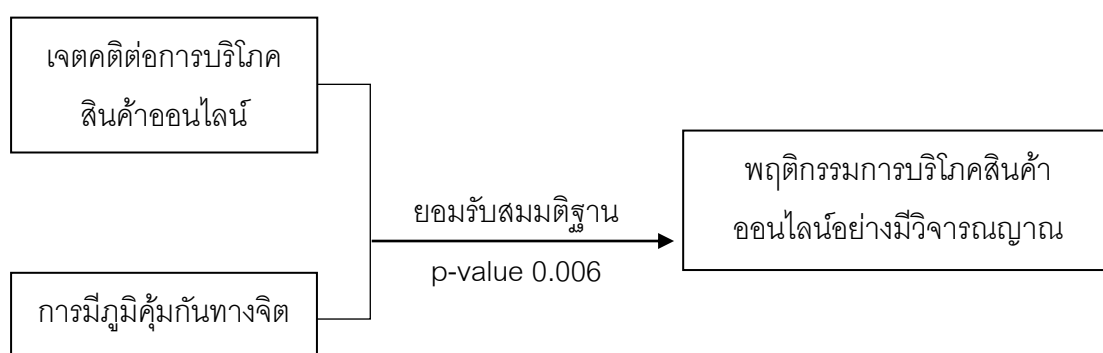 เจตคติต่อการบริโภค
สินค้าออนไลน์
การมีภูมิคุ้มกันทางจิต
ยอมรับสมมติฐาน
p-value 0.006
พฤติกรรมการบริโภคสินค้า
ออนไลน์อย่างมีวิจารณญาณ